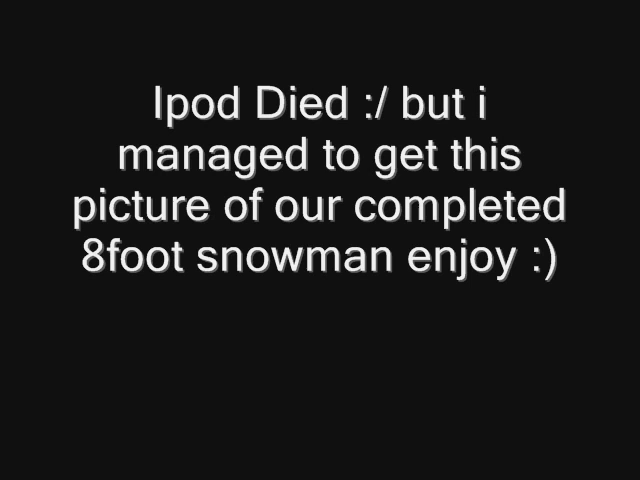 Ipod Died :/ but i
managed to get this
picture of our completed
8foot snowman enjoy :)